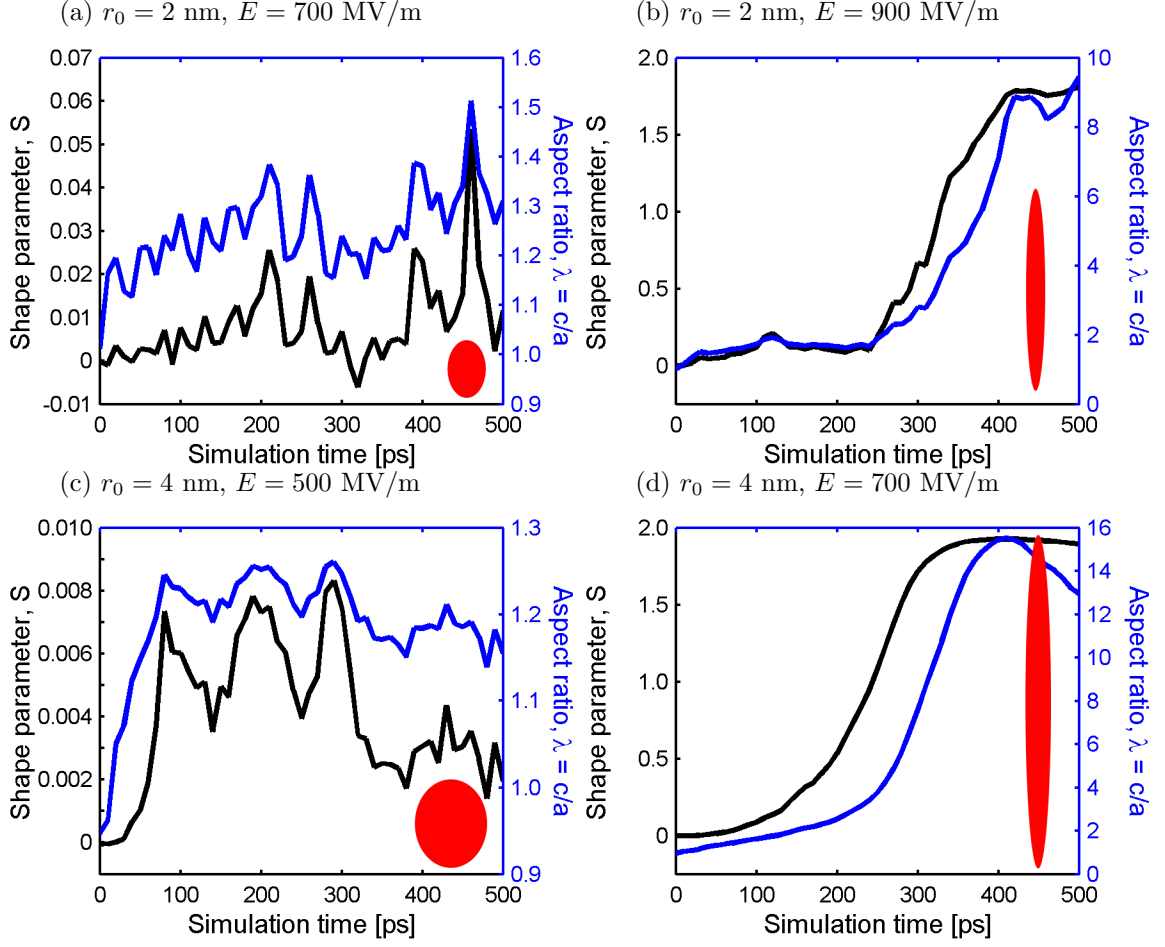 (a) r₀ = 2 nm, E = 700 MV/m
Shape parameter, S
0.07
0.06
0.05
0.04
0.03
0.02
0.01
0
-0.01
1.6
1.5
1.4
1.3
1.2
1.1
1.0
0.9
Aspect ratio, λ = c/a
0 100 200 300 400 500
Simulation time [ps]
(b) r₀ = 2 nm, E = 900 MV/m
Shape parameter, S
2.0
1.5
1.0
0.5
0
10
8
6
4
2
0
Aspect ratio, λ = c/a
0 100 200 300 400 500
Simulation time [ps]
(c) r₀ = 4 nm, E = 500 MV/m
Shape parameter, S
0.010
0.008
0.006
0.004
0.002
0
1.3
1.2
1.1
1.0
0.9
Aspect ratio, λ = c/a
0 100 200 300 400 500
Simulation time [ps]
(d) r₀ = 4 nm, E = 700 MV/m
Shape parameter, S
2.0
1.5
1.0
0.5
0
16
14
12
10
8
6
4
2
0
Aspect ratio, λ = c/a
0 100 200 300 400 500
Simulation time [ps]